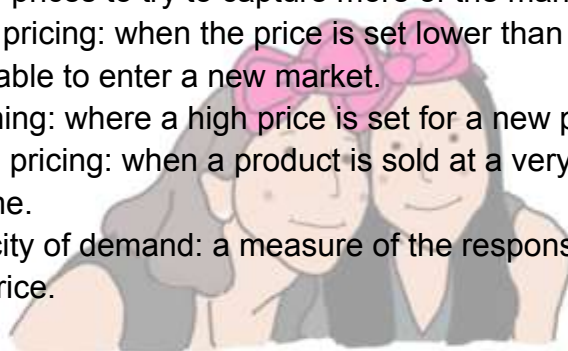 prices to try to capture more of the mar
pricing: when the price is set lower than
able to enter a new market.
ing: where a high price is set for a new p
pricing: when a product is sold at a very
ne.
city of demand: a measure of the respons
rice.